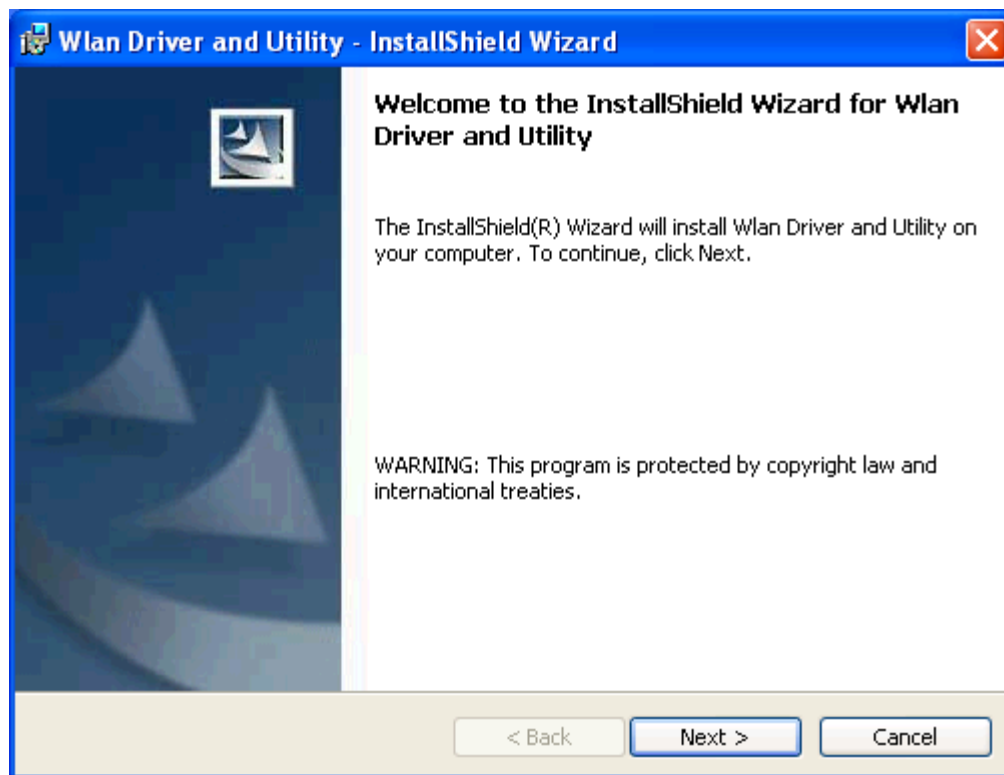 Wlan Driver and Utility - InstallShield Wizard
Welcome to the InstallShield Wizard for Wlan
Driver and Utility
The InstallShield(R) Wizard will install Wlan Driver and Utility on
your computer. To continue, click Next.
WARNING: This program is protected by copyright law and
international treaties.
< Back
Next >
Cancel